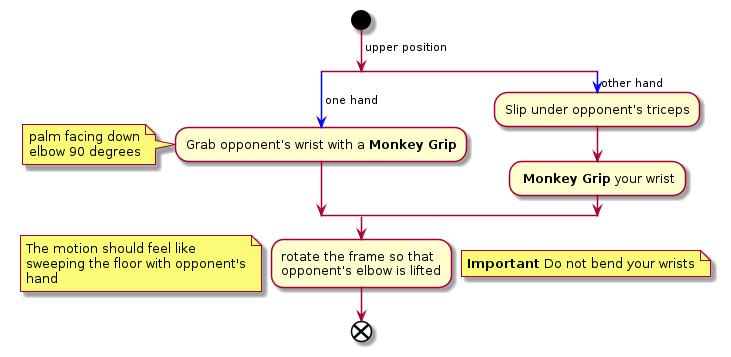 upper position
one hand
other hand
Slip under opponent's triceps
palm facing down
elbow 90 degrees
Grab opponent's wrist with a Monkey Grip
Monkey Grip your wrist
The motion should feel like
sweeping the floor with opponent's
hand
rotate the frame so that
opponent's elbow is lifted
Important Do not bend your wrists